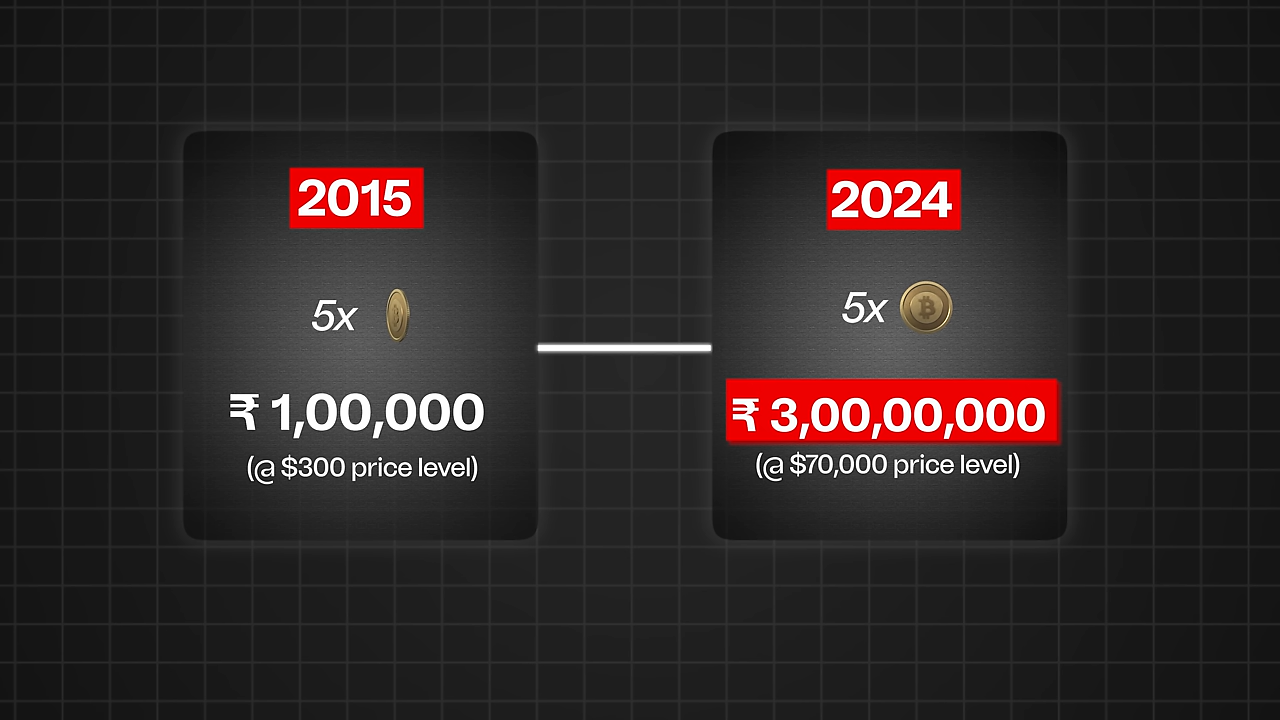 2015
5x
₹ 1,00,000
(@ $300 price level)
2024
5x
₹ 3,00,00,000
(@ $70,000 price level)